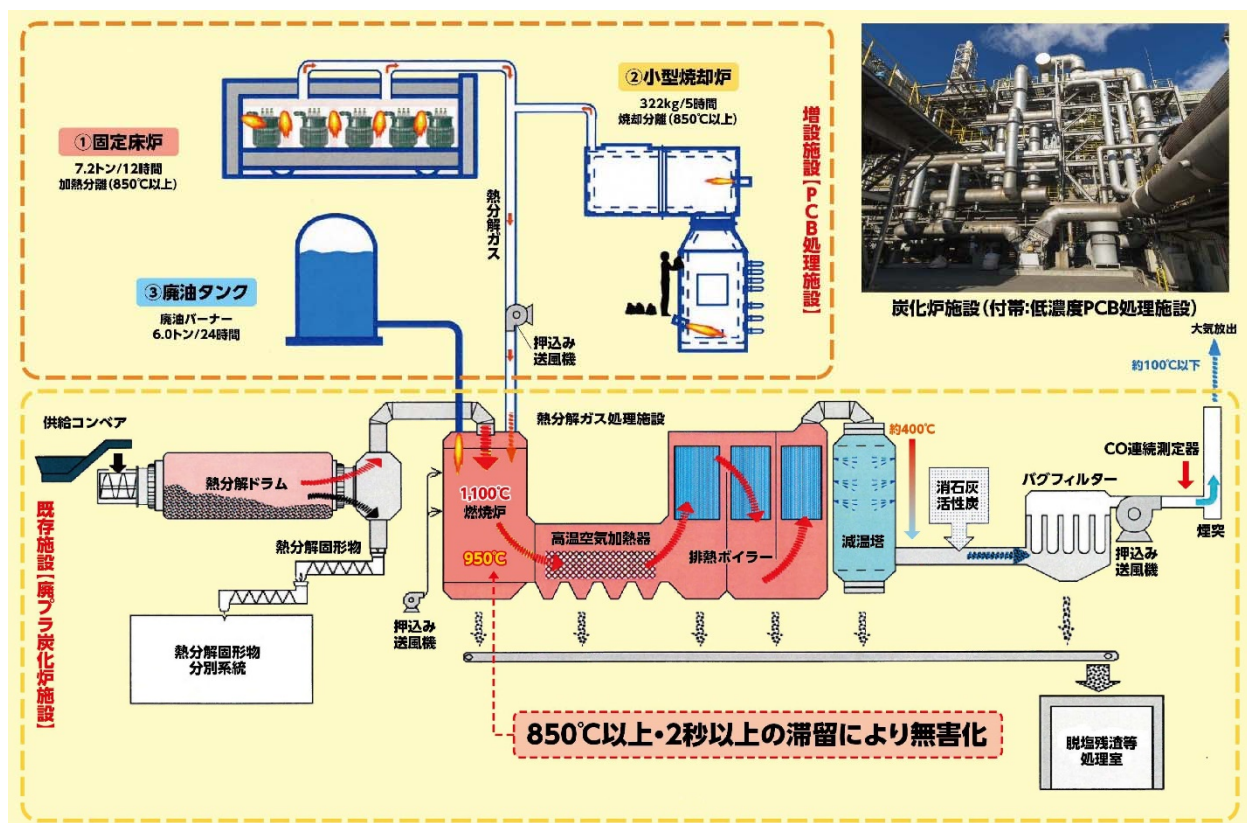 ①固定床炉
7.2トン/12時間
加熱分離(850℃以上)
②小型焼却炉
322kg/5時間
焼却分離(850℃以上)
③廃油タンク
廃油バーナー
6.0トン/24時間
熱分解ガス
押込み
送風機
増設施設【PCB処理施設】
炭化炉施設(付帯:低濃度PCB処理施設)
大気放出
約100℃以下
既存施設【廃プラ炭化炉施設】
供給コンベア
熱分解ドラム
熱分解固形物
熱分解固形物
分別系統
熱分解ガス処理施設
1,100℃
燃焼炉
950℃
押込み
送風機
高温空気加熱器
排熱ボイラー
減温塔
約400℃
消石灰
活性炭
バグフィルター
CO連続測定器
押込み
送風機
煙突
850℃以上・2秒以上の滞留により無害化
脱塩残渣等
処理室